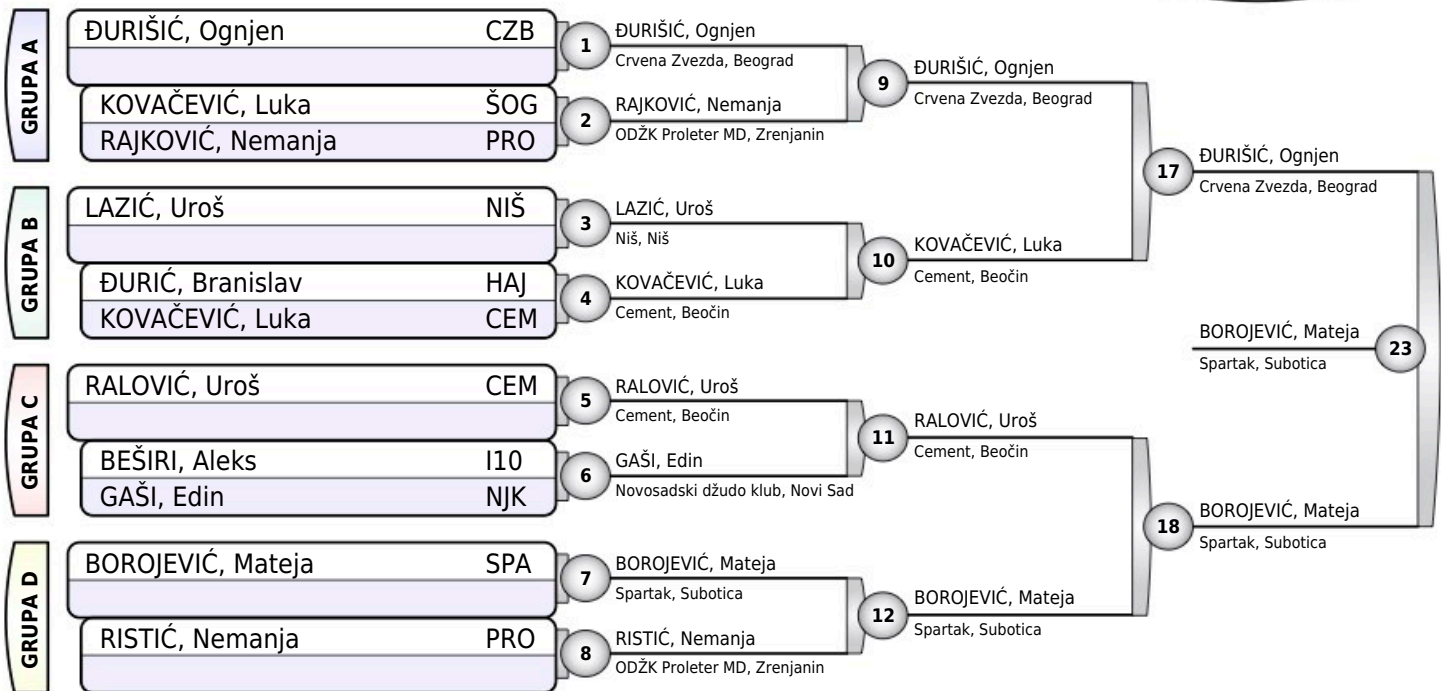 GRUPA A
ĐURIŠIĆ, Ognjen CZB
KOVAČEVIĆ, Luka ŠOG
RAJKOVIĆ, Nemanja PRO
GRUPA B
LAZIĆ, Uroš NIŠ
ĐURIĆ, Branislav HAJ
KOVAČEVIĆ, Luka CEM
GRUPA C
RALOVIĆ, Uroš CEM
BEŠIRI, Aleks I10
GAŠI, Edin NJK
GRUPA D
BOROJEVIĆ, Mateja SPA
RISTIĆ, Nemanja PRO
1
ĐURIŠIĆ, Ognjen
Crvena Zvezda, Beograd
2
RAJKOVIĆ, Nemanja
ODŽK Proleter MD, Zrenjanin
3
LAZIĆ, Uroš
Niš, Niš
4
KOVAČEVIĆ, Luka
Cement, Beočin
5
RALOVIĆ, Uroš
Cement, Beočin
6
GAŠI, Edin
Novosadski džudo klub, Novi Sad
7
BOROJEVIĆ, Mateja
Spartak, Subotica
8
RISTIĆ, Nemanja
ODŽK Proleter MD, Zrenjanin
9
ĐURIŠIĆ, Ognjen
Crvena Zvezda, Beograd
10
KOVAČEVIĆ, Luka
Cement, Beočin
11
RALOVIĆ, Uroš
Cement, Beočin
12
BOROJEVIĆ, Mateja
Spartak, Subotica
17
ĐURIŠIĆ, Ognjen
Crvena Zvezda, Beograd
18
BOROJEVIĆ, Mateja
Spartak, Subotica
BOROJEVIĆ, Mateja
Spartak, Subotica
23